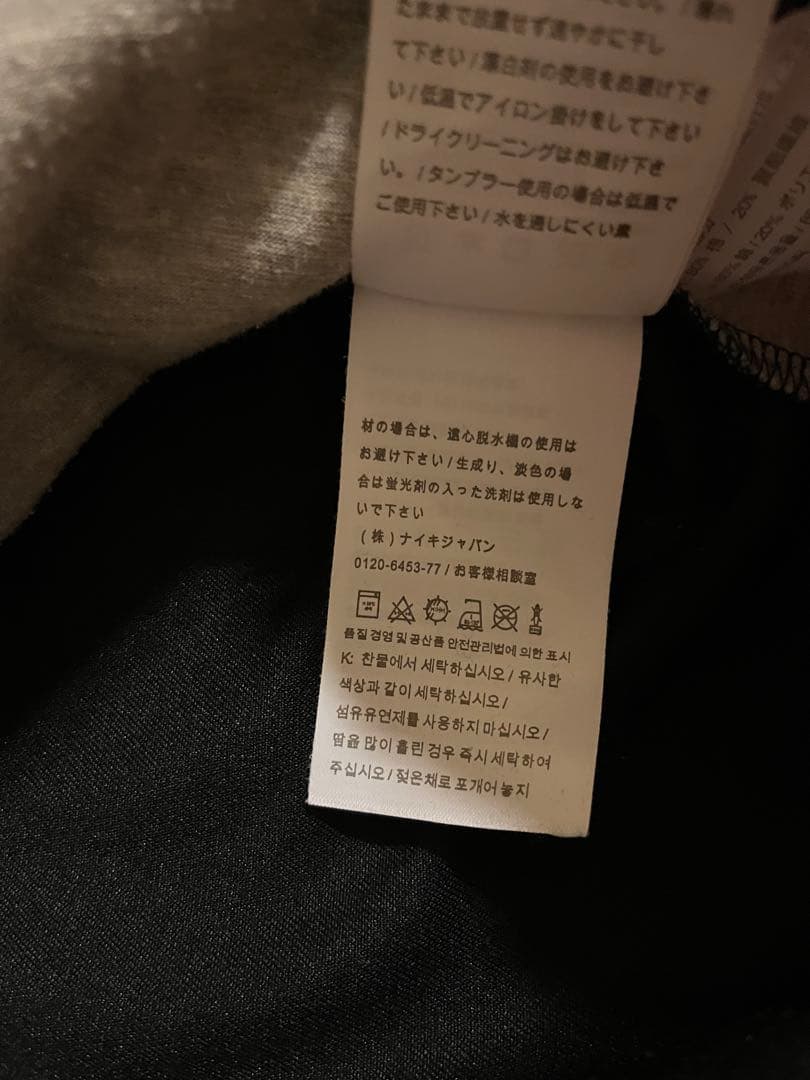 たままで放置せず速やかに干し
て下さい/漂白剤の使用をお避け下さ
い/低温でアイロン掛けをして下さい
/ドライクリーニングはお避け下さ
い。/タンブラー使用の場合は低温で
ご使用下さい/水を通しにくい素
材の場合は、遠心脱水機の使用は
お避け下さい/生成り、淡色の場
合は蛍光剤の入った洗剤は使用しな
いで下さい
(株)ナイキジャパン
0120-6453-77/お客様相談室
품질 경영 및 공산품 안전관리법에 의한 표시
K: 찬물에서 세탁하십시오/유사한
색상과 같이 세탁하십시오/
섬유유연제를 사용하지 마십시오/
땀을 많이 흘린 경우 즉시 세탁하여
주십시오/젖은채로 포개어 놓지